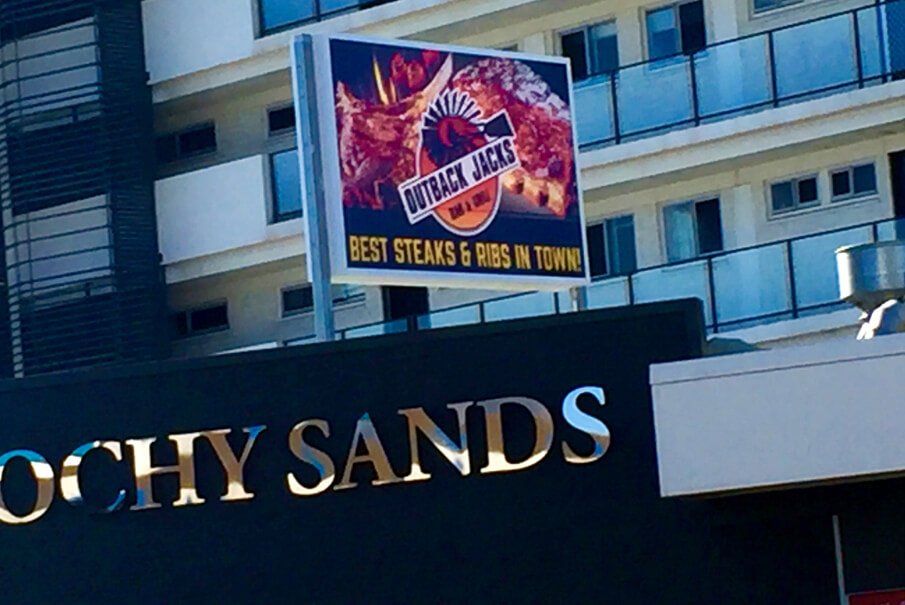 OUTBACK JACKS
BAR & GRILL
BEST STEAKS & RIBS IN TOWN!
OCHY SANDS